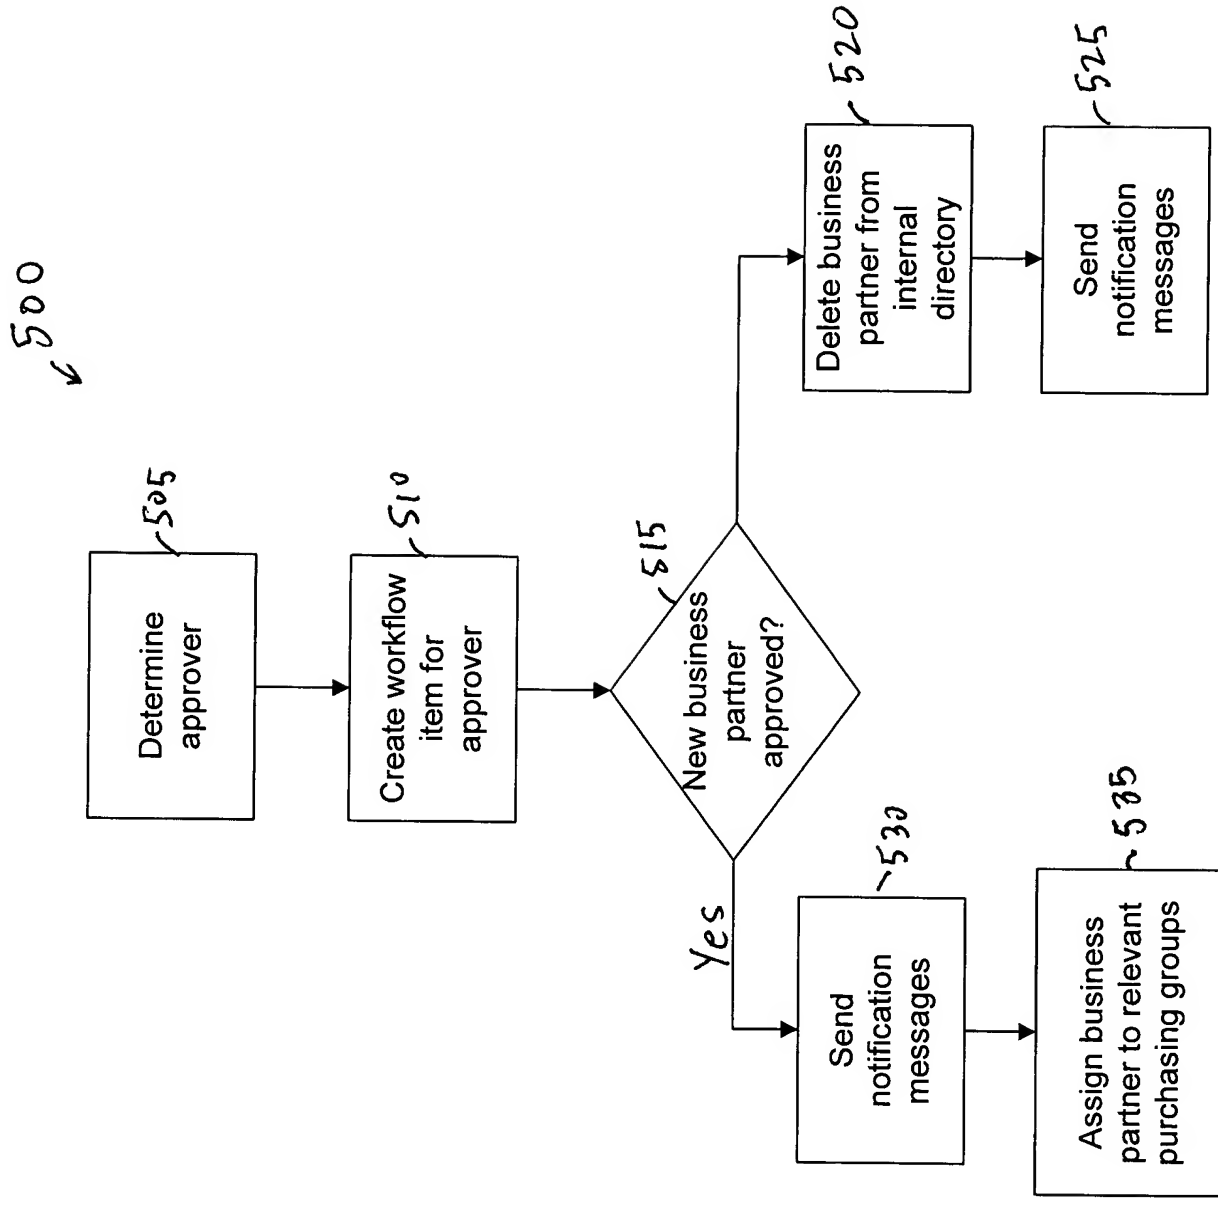 500
Determine
approver
505
Create workflow
item for
approver
510
New business
partner
approved?
515
Yes
Send
notification
messages
530
Assign business
partner to relevant
purchasing groups
535
Delete business
partner from
internal
directory
520
Send
notification
messages
525